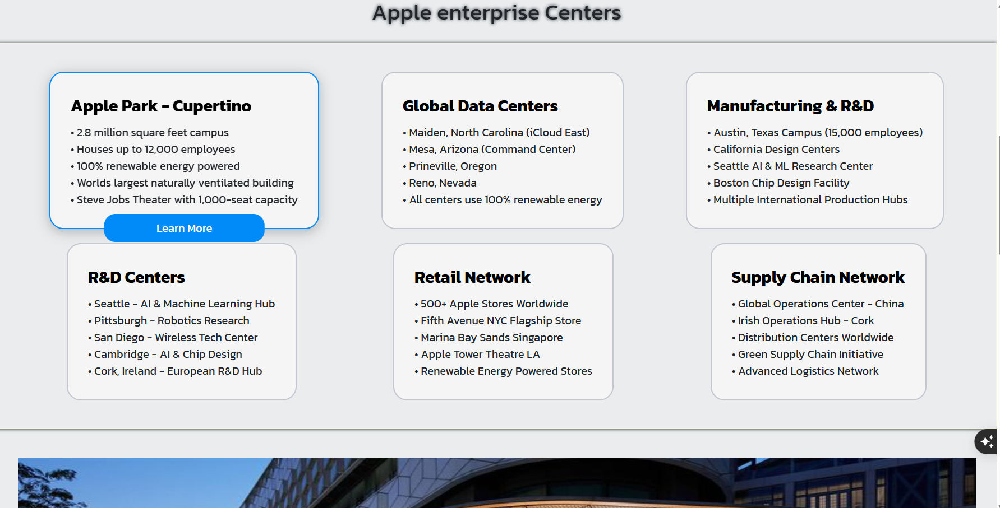 Apple enterprise Centers
Apple Park - Cupertino
• 2.8 million square feet campus
• Houses up to 12,000 employees
• 100% renewable energy powered
• Worlds largest naturally ventilated building
• Steve Jobs Theater with 1,000-seat capacity
Learn More
Global Data Centers
• Maiden, North Carolina (iCloud East)
• Mesa, Arizona (Command Center)
• Prineville, Oregon
• Reno, Nevada
• All centers use 100% renewable energy
Manufacturing & R&D
• Austin, Texas Campus (15,000 employees)
• California Design Centers
• Seattle AI & ML Research Center
• Boston Chip Design Facility
• Multiple International Production Hubs
R&D Centers
• Seattle - AI & Machine Learning Hub
• Pittsburgh - Robotics Research
• San Diego - Wireless Tech Center
• Cambridge - AI & Chip Design
• Cork, Ireland - European R&D Hub
Retail Network
• 500+ Apple Stores Worldwide
• Fifth Avenue NYC Flagship Store
• Marina Bay Sands Singapore
• Apple Tower Theatre LA
• Renewable Energy Powered Stores
Supply Chain Network
• Global Operations Center - China
• Irish Operations Hub - Cork
• Distribution Centers Worldwide
• Green Supply Chain Initiative
• Advanced Logistics Network